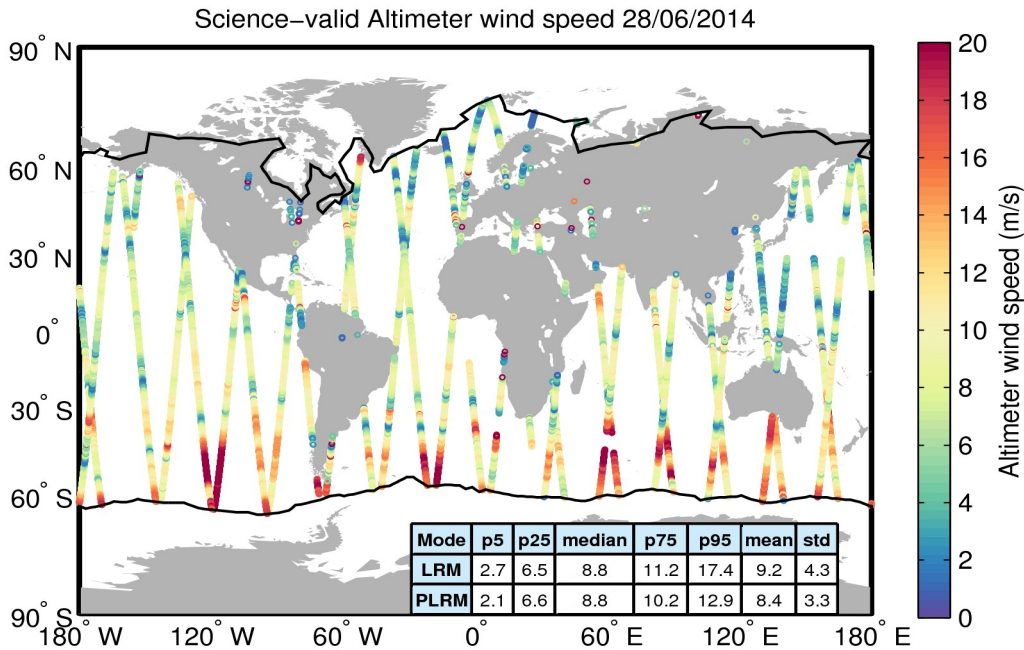 Science−valid Altimeter wind speed 28/06/2014
90° N
60° N
30° N
0°
30° S
60° S
90° S
180° W
120° W
60° W
0°
60° E
120° E
180° E
20
18
16
14
12
10
8
6
4
2
0
Altimeter wind speed (m/s)
Mode p5 p25 median p75 p95 mean std
LRM 2.7 6.5 8.8 11.2 17.4 9.2 4.3
PLRM 2.1 6.6 8.8 10.2 12.9 8.4 3.3